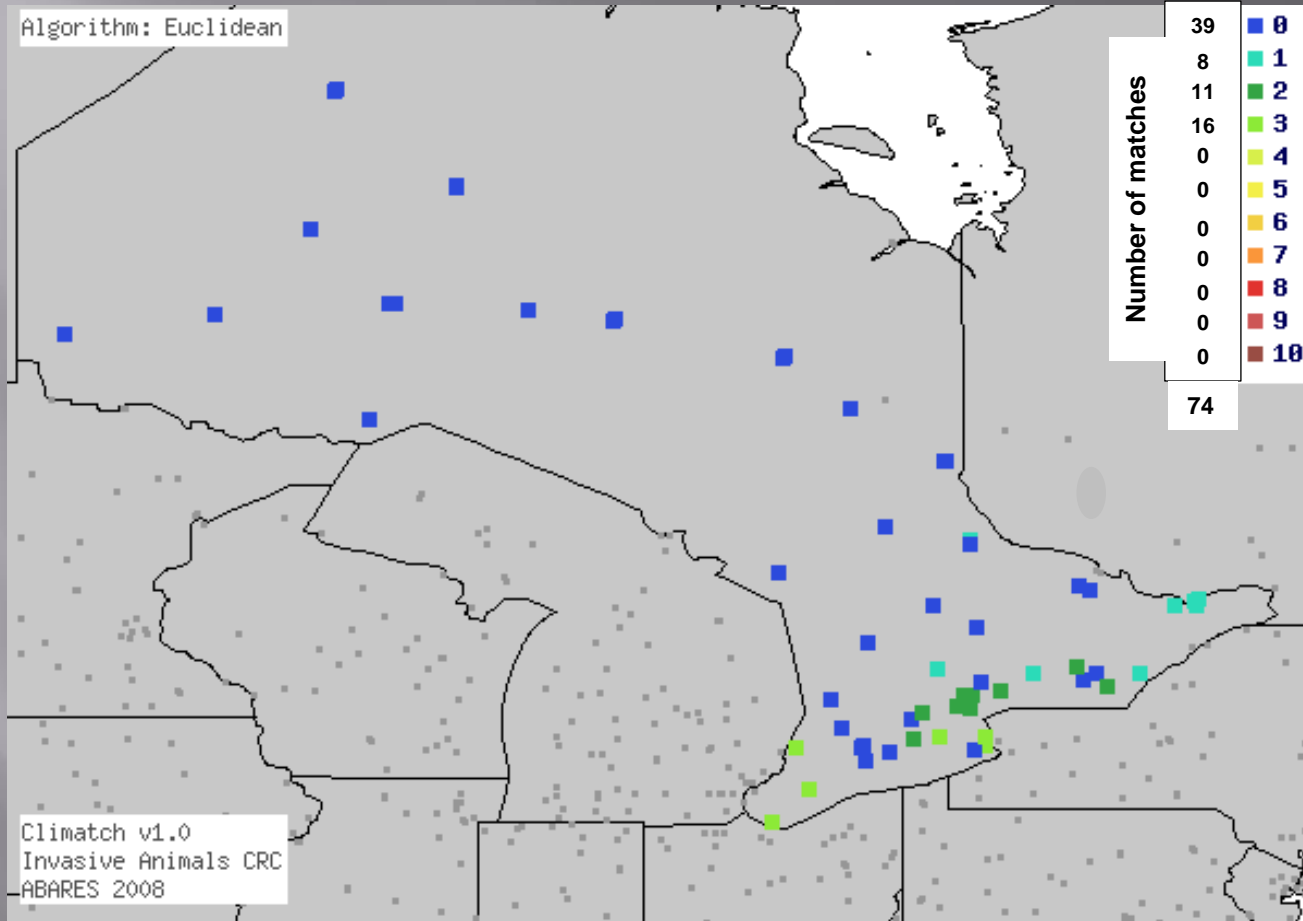 Algorithm: Euclidean
Number of matches
39 0
8 1
11 2
16 3
0 4
0 5
0 6
0 7
0 8
0 9
0 10
74
Climatch v1.0
Invasive Animals CRC
ABARES 2008